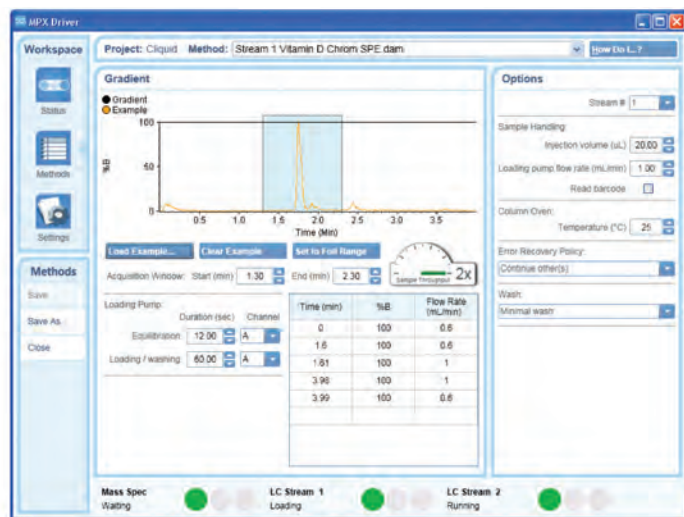 MPX Driver
Workspace
Status
Methods
Settings
Methods
Save
Save As
Close
Project: Cliquid Method: Stream 1 Vitamin D Chrom SPE.dam How Do I...?
Gradient
Gradient
Example
%B
100
50
0
0.5 1.0 1.5 2.0 2.5 3.0 3.5
Time (Min)
Load Example... Clear Example Set to Full Range
Acquisition Window: Start (min) 1.30 End (min) 2.30
Sample Throughput 2x
Loading Pump:
Duration (sec) Channel
Equilibration 12.00 A
Loading / washing 60.00 A
Time (min) %B Flow Rate (mL/min)
0 100 0.6
1.6 100 0.6
1.61 100 1
3.98 100 1
3.99 100 0.6
Options
Stream # 1
Sample Handling:
Injection volume (uL) 20.00
Loading pump flow rate (mL/min) 1.00
Read barcode
Column Oven:
Temperature (°C) 25
Error Recovery Policy:
Continue other(s)
Wash:
Minimal wash
Mass Spec LC Stream 1 LC Stream 2
Waiting Loading Running